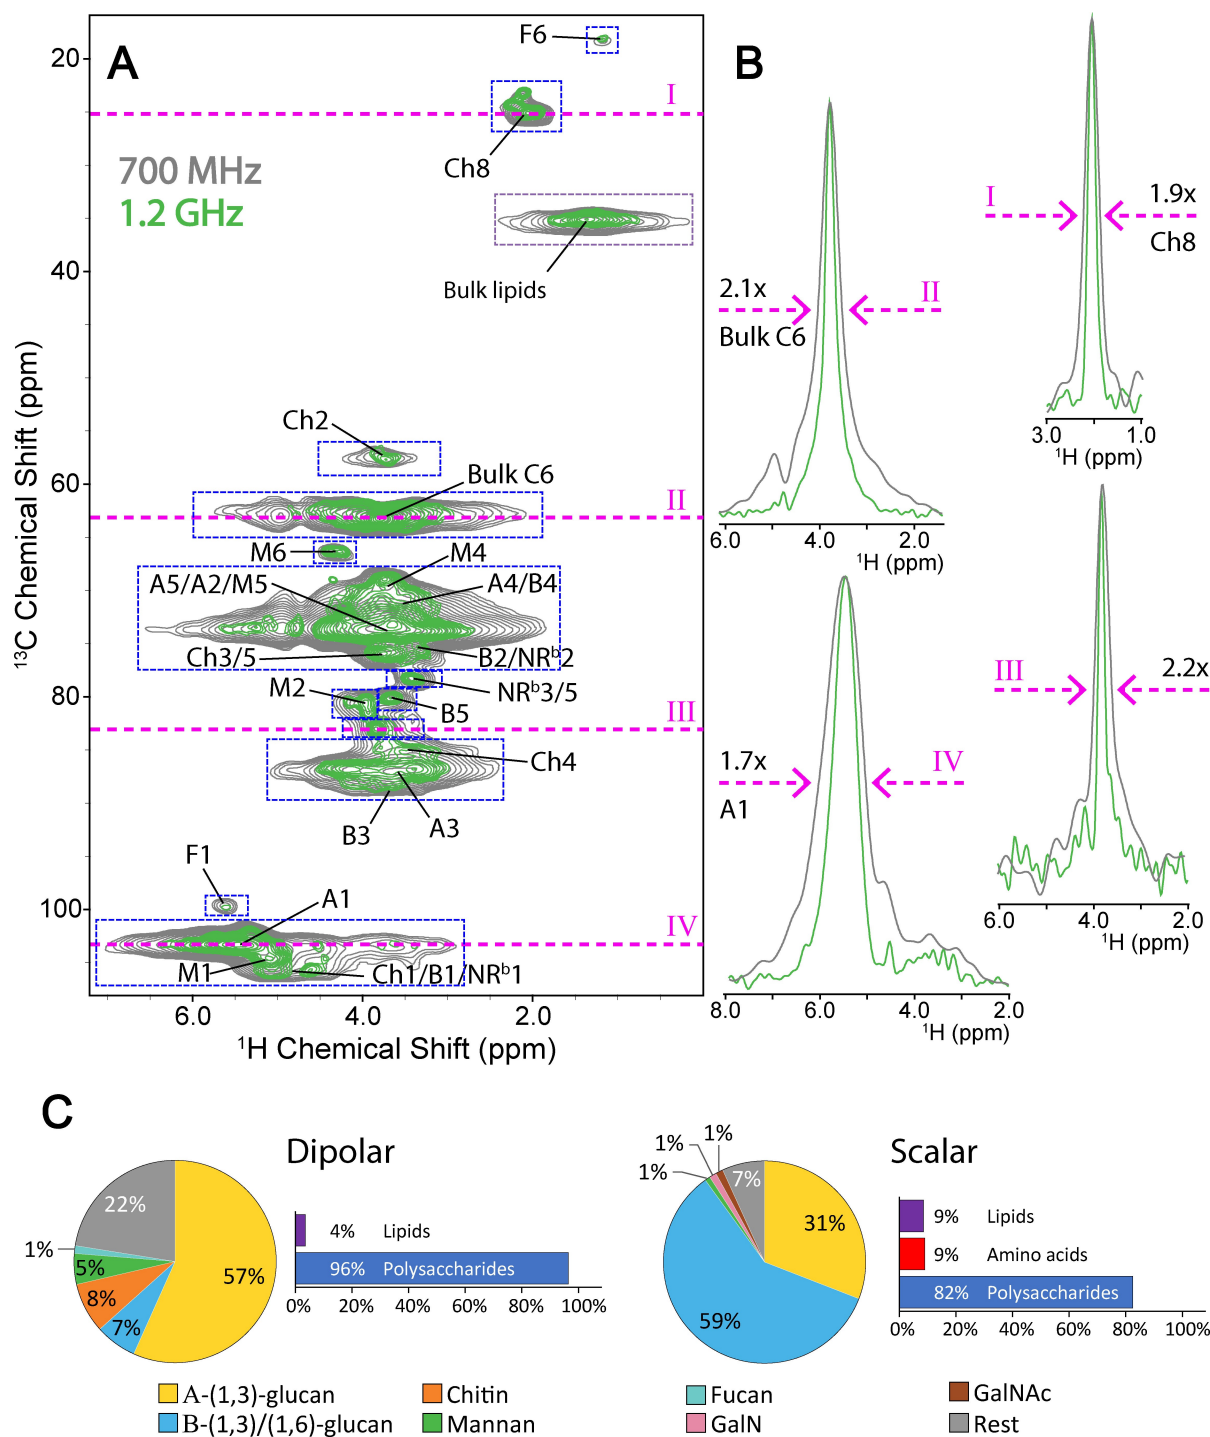 A
20
40
60
80
100
13C Chemical Shift (ppm)
6.0 4.0 2.0
1H Chemical Shift (ppm)
700 MHz
1.2 GHz
F6
I
Ch8
Bulk lipids
Ch2
Bulk C6
II
M6
M4
A5/A2/M5
A4/B4
Ch3/5
B2/NRb2
M2
NRb3/5
B5
III
Ch4
B3
A3
F1
A1
IV
M1
Ch1/B1/NRb1
B
2.1x
II
Bulk C6
6.0 4.0 2.0
1H (ppm)
I
1.9x
Ch8
3.0 1.0
1H (ppm)
1.7x
IV
A1
8.0 6.0 4.0 2.0
1H (ppm)
III
2.2x
6.0 4.0 2.0
1H (ppm)
C
Dipolar
22%
1%
5%
8%
7%
57%
4% Lipids
96% Polysaccharides
0% 20% 40% 60% 80% 100%
Scalar
1%
1%
1%
7%
31%
59%
9% Lipids
9% Amino acids
82% Polysaccharides
0% 20% 40% 60% 80% 100%
A-(1,3)-glucan
Chitin
Fucan
GalNAc
B-(1,3)/(1,6)-glucan
Mannan
GalN
Rest